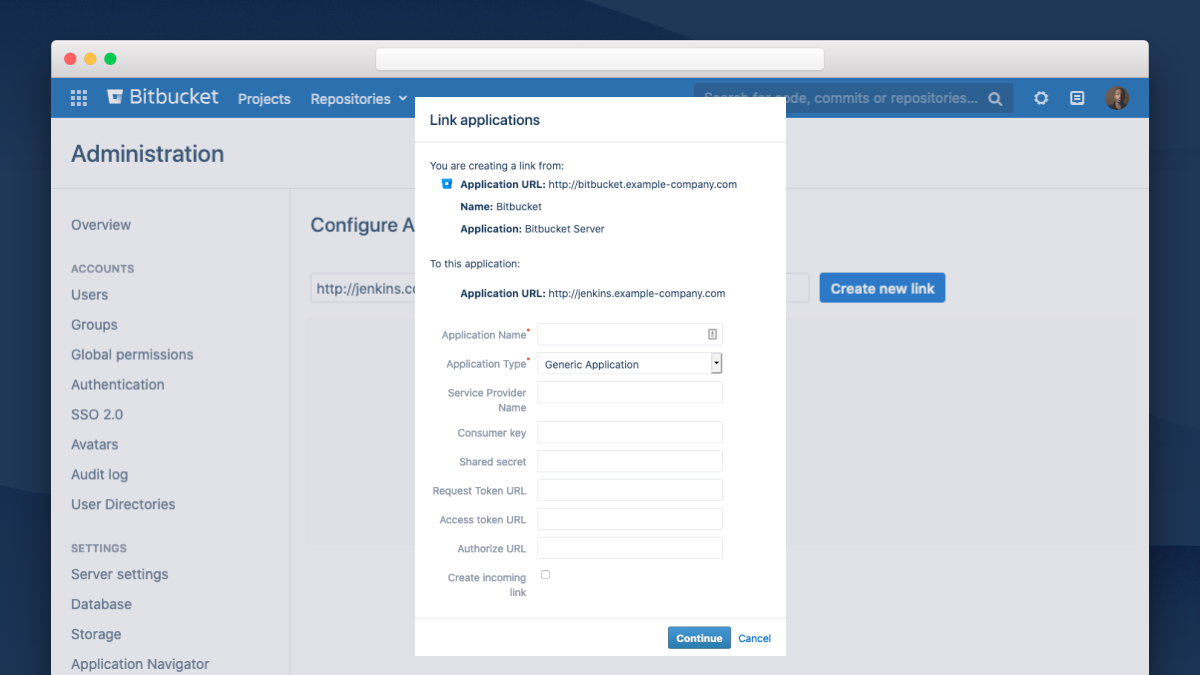 Bitbucket
Projects
Repositories
Search for code, commits or repositories...
Administration
Overview
ACCOUNTS
Users
Groups
Global permissions
Authentication
SSO 2.0
Avatars
Audit log
User Directories
SETTINGS
Server settings
Database
Storage
Application Navigator
Configure A
http://jenkins.co
Create new link
Link applications
You are creating a link from:
Application URL: http://bitbucket.example-company.com
Name: Bitbucket
Application: Bitbucket Server
To this application:
Application URL: http://jenkins.example-company.com
Application Name*
Application Type* Generic Application
Service Provider
Name
Consumer key
Shared secret
Request Token URL
Access token URL
Authorize URL
Create incoming
link
Continue Cancel